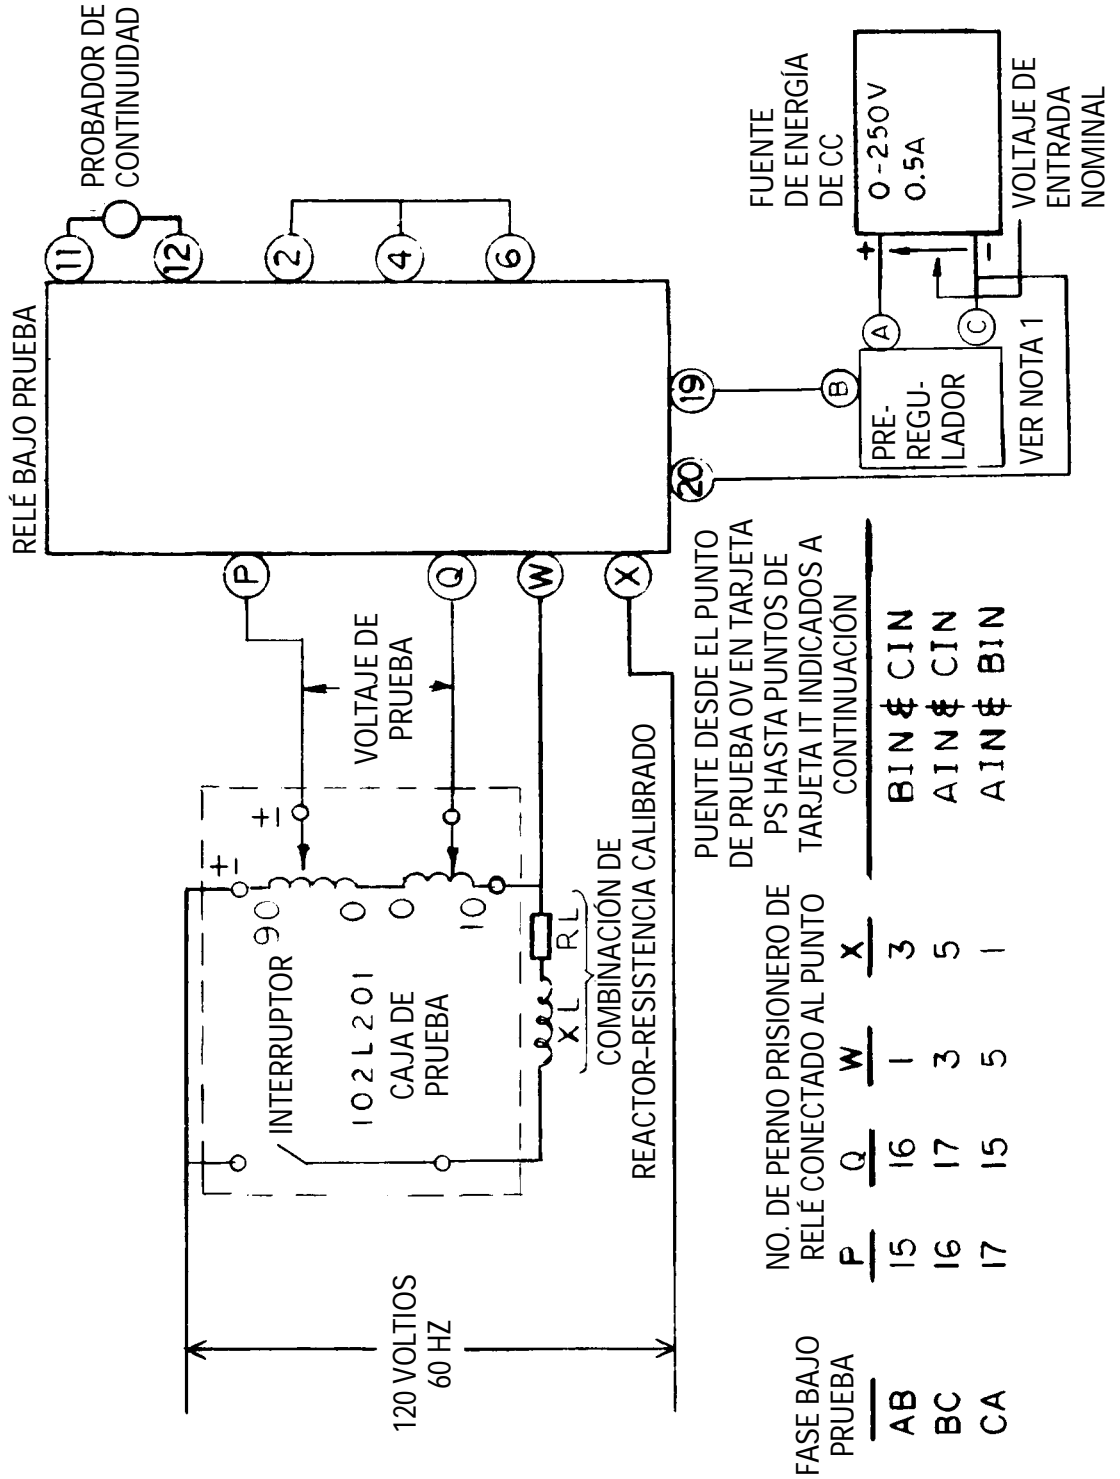 RELÉ BAJO PRUEBA
PROBADOR DE
CONTINUIDAD
11
12
2
4
6
P
Q
W
X
20
19
VOLTAJE DE
PRUEBA
120 VOLTIOS
60 HZ
INTERRUPTOR
102L201
CAJA DE
PRUEBA
±
±
90
0
0
10
XL
RL
COMBINACIÓN DE
REACTOR-RESISTENCIA CALIBRADO
FUENTE
DE ENERGÍA
DE CC
0-250V
0.5A
+
-
A
B
C
PRE-
REGU-
LADOR
VER NOTA 1
VOLTAJE DE
ENTRADA
NOMINAL
FASE BAJO
PRUEBA
NO. DE PERNO PRISIONERO DE
RELÉ CONECTADO AL PUNTO
PUENTE DESDE EL PUNTO
DE PRUEBA OV EN TARJETA
PS HASTA PUNTOS DE
TARJETA IT INDICADOS A
CONTINUACIÓN
P Q W X
AB 15 16 1 3 BIN & CIN
BC 16 17 3 5 AIN & CIN
CA 17 15 5 1 AIN & BIN